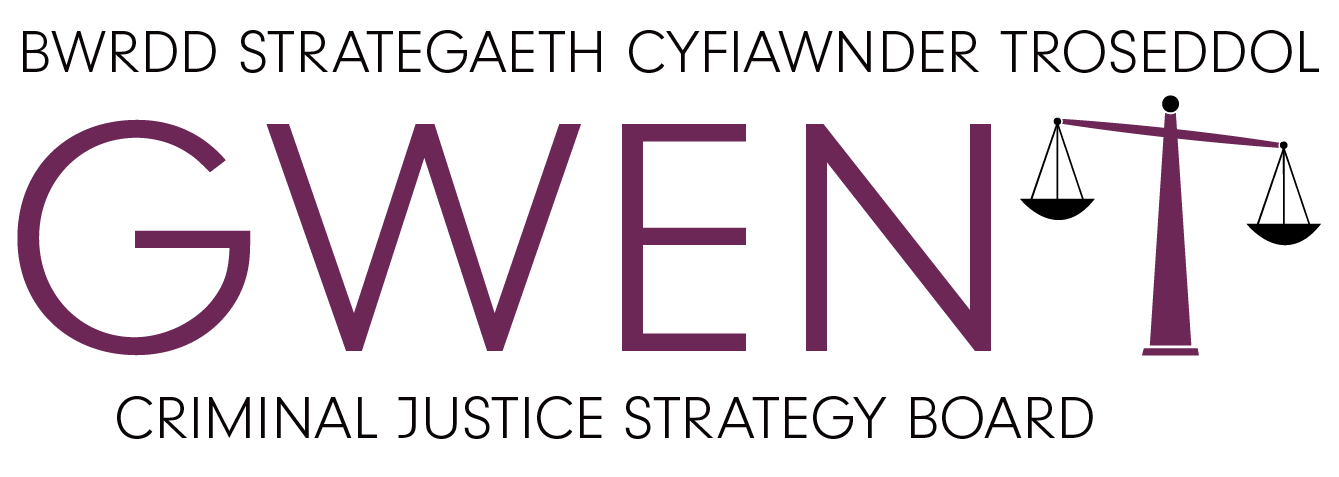 BWRDD STRATEGAETH CYFIAWNDER TROSEDDOL
GWENT
CRIMINAL JUSTICE STRATEGY BOARD